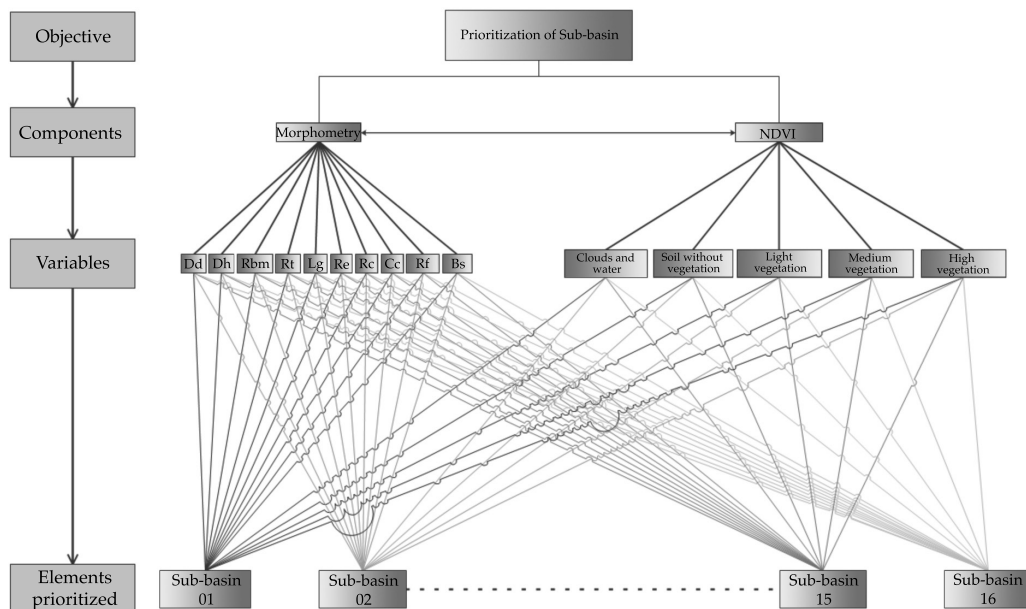 Objective
Prioritization of Sub-basin
Components
Morphometry
NDVI
Variables
Dd
Dh
Rbm
Rt
Lg
Re
Rc
Cc
Rf
Bs
Clouds and
water
Soil without
vegetation
Light
vegetation
Medium
vegetation
High
vegetation
Elements
prioritized
Sub-basin
01
Sub-basin
02
Sub-basin
15
Sub-basin
16